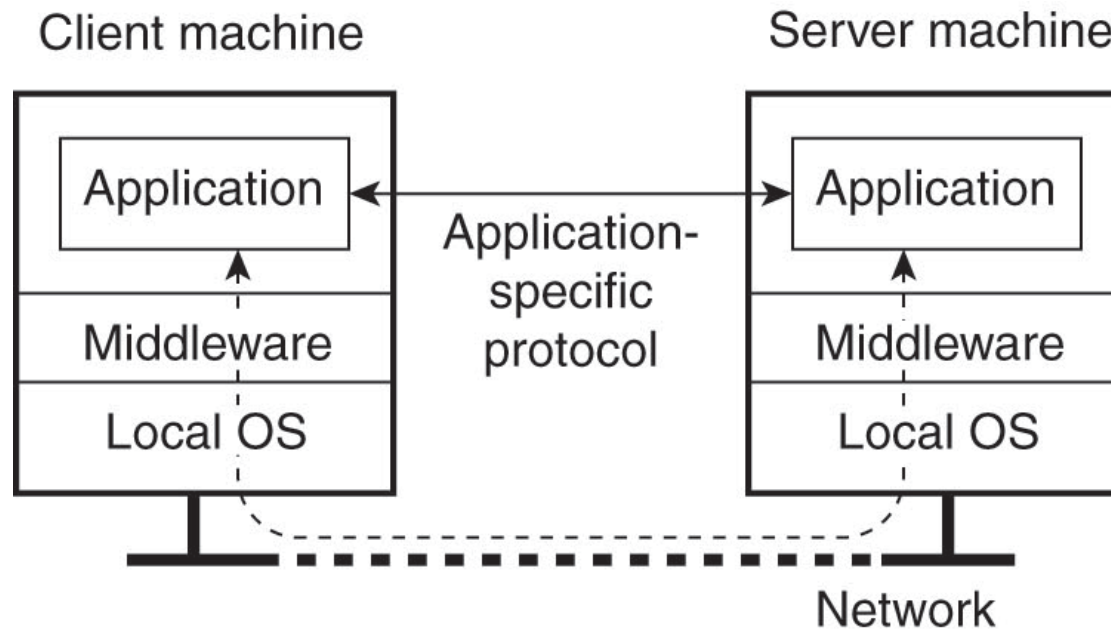 Client machine
Server machine
Application
Application
Application-
specific
protocol
Middleware
Middleware
Local OS
Local OS
Network